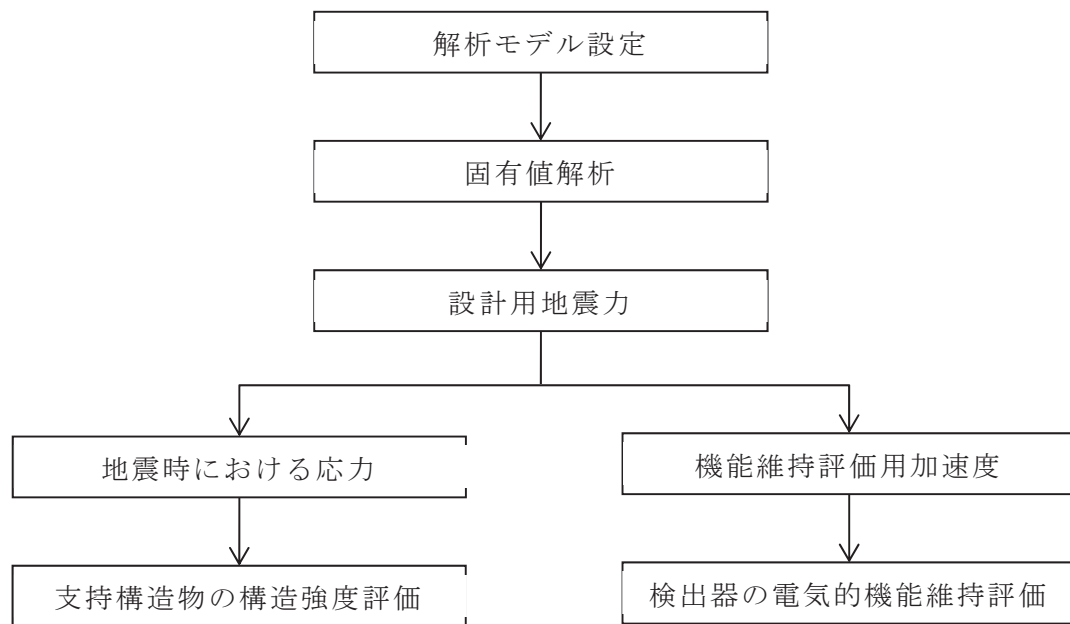 解析モデル設定
固有値解析
設計用地震力
地震時における応力
機能維持評価用加速度
支持構造物の構造強度評価
検出器の電気的機能維持評価